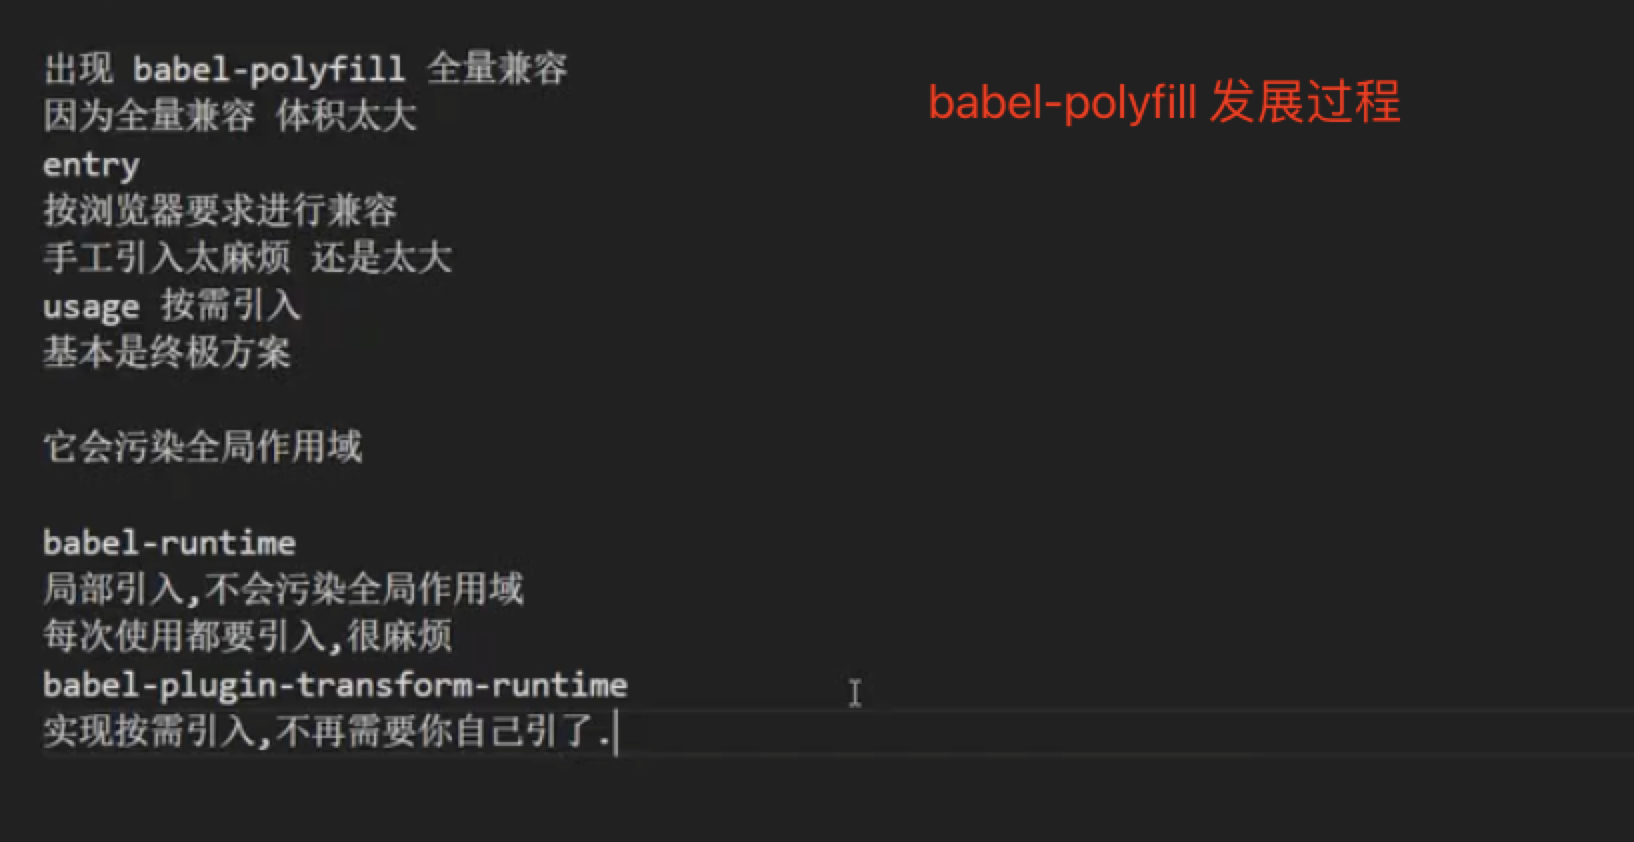 babel-polyfill 发展过程
出现 babel-polyfill 全量兼容
因为全量兼容 体积太大
entry
按浏览器要求进行兼容
手工引入太麻烦 还是太大
usage 按需引入
基本是终极方案
它会污染全局作用域
babel-runtime
局部引入,不会污染全局作用域
每次使用都要引入,很麻烦
babel-plugin-transform-runtime
实现按需引入,不再需要你自己引了.